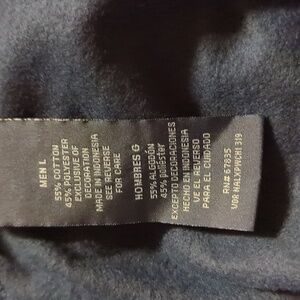 MEN L
55% COTTON
45% POLYESTER
EXCLUSIVE OF
DECORATION
MADE IN INDONESIA
SEE REVERSE
FOR CARE
HOMBRES G
55% ALGODÓN
45% poliéster
EXCEPTO DECORACIONES
HECHO EN INDONESIA
VE EL REVERSO
PARA EL CUIDADO
RN# 67835